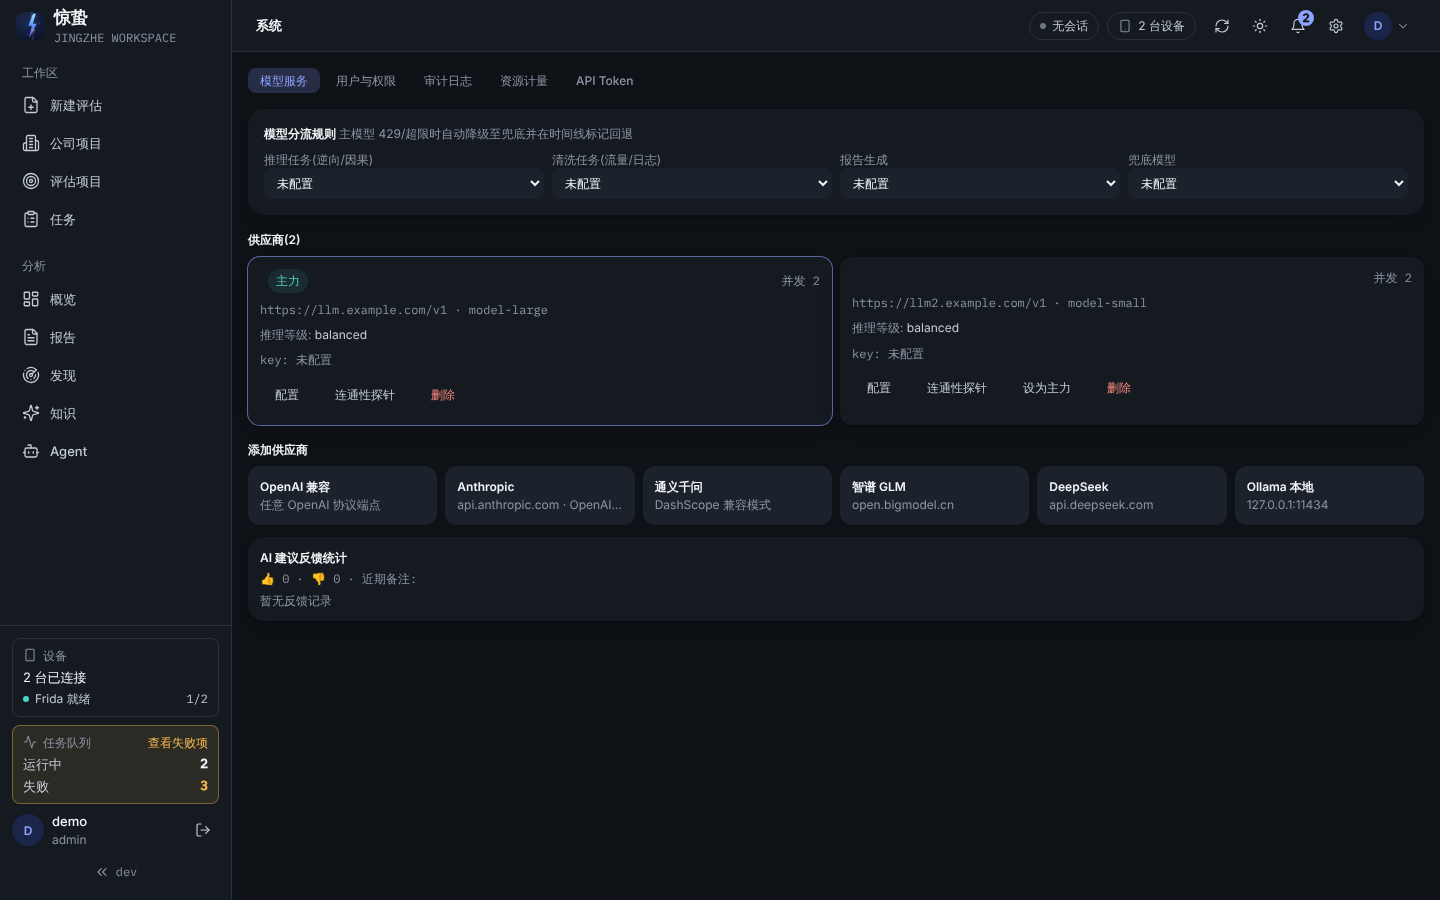 惊蛰
JINGZHE WORKSPACE
工作区
新建评估
公司项目
评估项目
任务
分析
概览
报告
发现
知识
Agent
设备
2 台已连接
Frida 就绪 1/2
任务队列 查看失败项
运行中 2
失败 3
D demo
admin
dev
系统
无会话 2 台设备 2 D
模型服务 用户与权限 审计日志 资源计量 API Token
模型分流规则 主模型 429/超限时自动降级至兜底并在时间线标记回退
推理任务(逆向/因果) 清洗任务(流量/日志) 报告生成 兜底模型
未配置 未配置 未配置 未配置
供应商(2)
主力 并发 2
https://llm.example.com/v1 · model-large
推理等级: balanced
key: 未配置
配置 连通性探针 删除
并发 2
https://llm2.example.com/v1 · model-small
推理等级: balanced
key: 未配置
配置 连通性探针 设为主力 删除
添加供应商
OpenAI 兼容
任意 OpenAI 协议端点
Anthropic
api.anthropic.com · OpenAI...
通义千问
DashScope 兼容模式
智谱 GLM
open.bigmodel.cn
DeepSeek
api.deepseek.com
Ollama 本地
127.0.0.1:11434
AI 建议反馈统计
👍 0 · 👎 0 · 近期备注:
暂无反馈记录